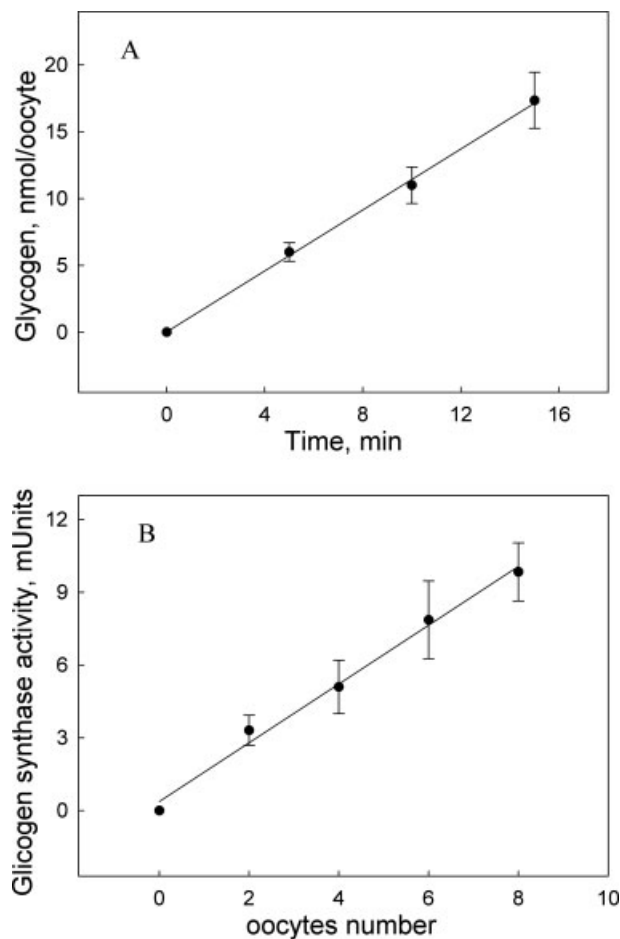 A
20
15
10
5
0
Glycogen, nmol/oocyte
0 4 8 12 16
Time, min
B
12
9
6
3
0
Glicogen synthase activity, mUnits
0 2 4 6 8 10
oocytes number